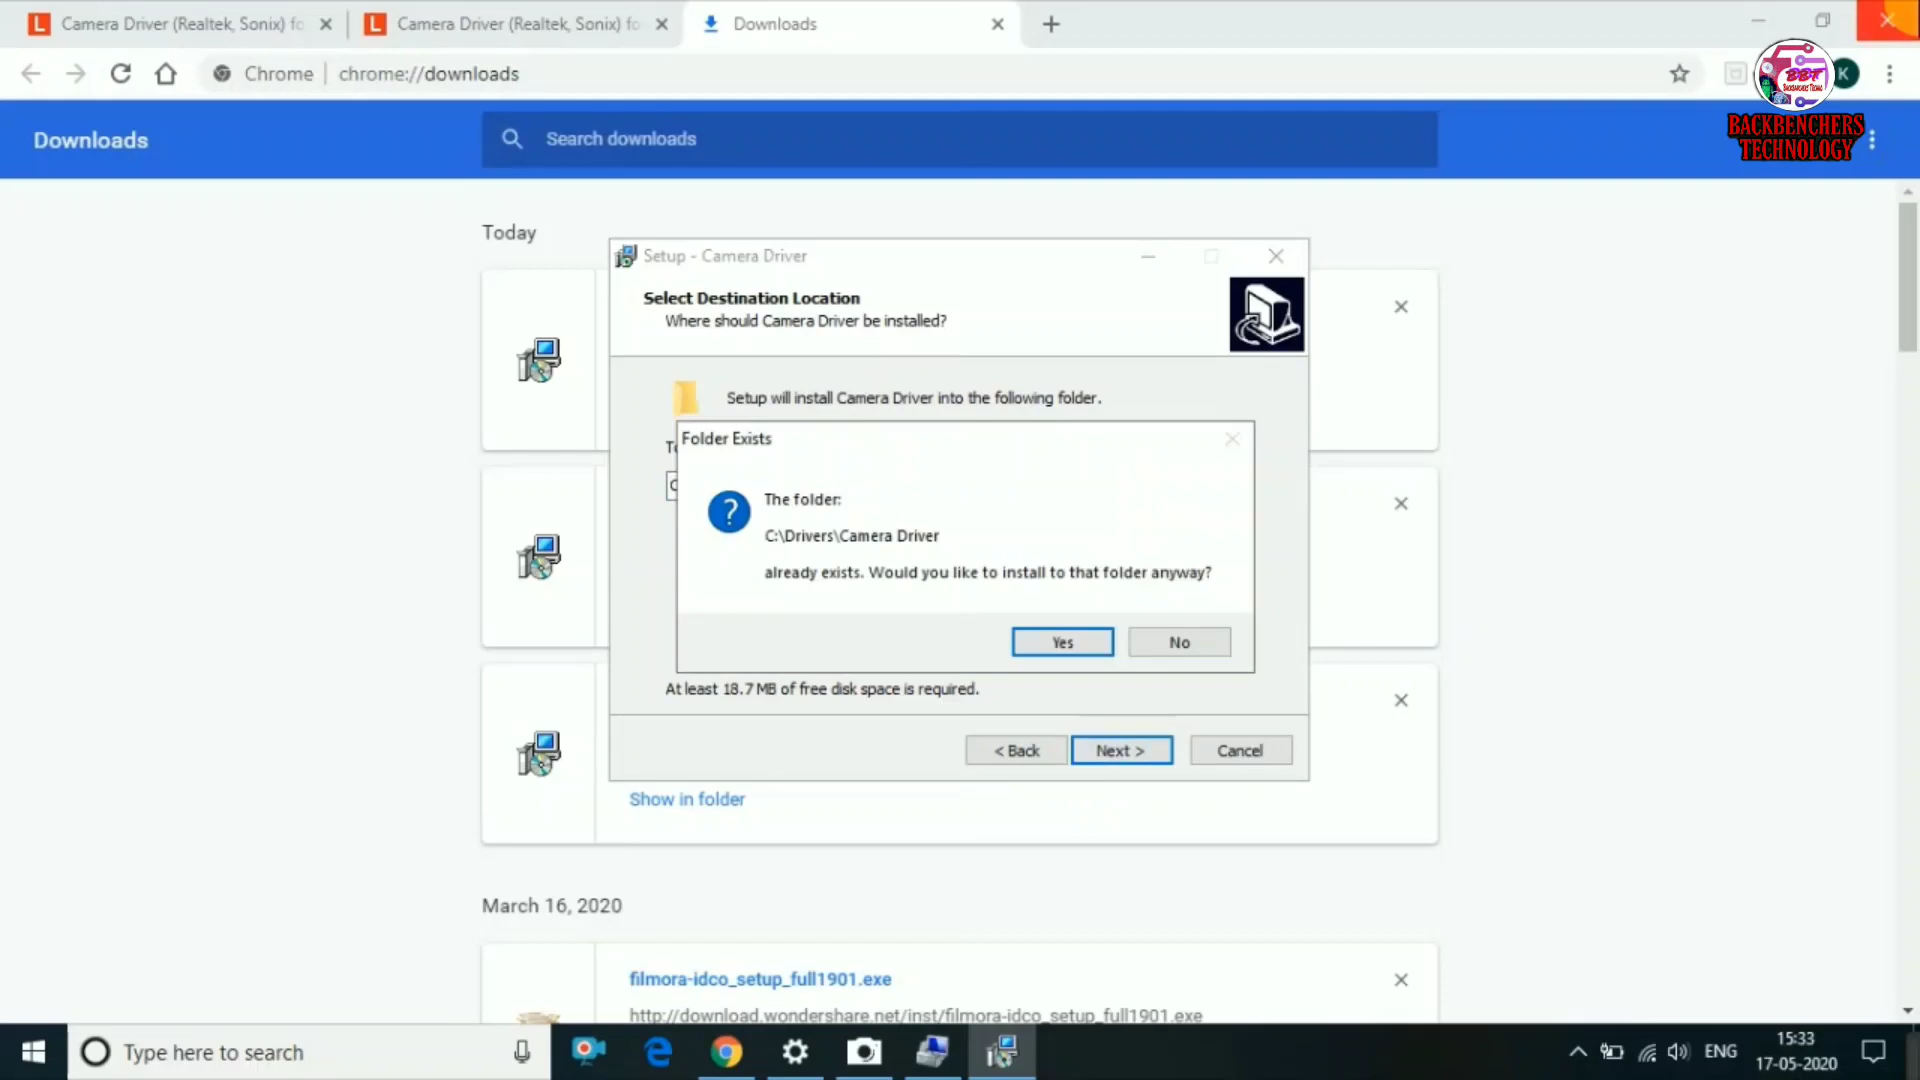 Camera Driver (Realtek, Sonix) fo
Camera Driver (Realtek, Sonix) fo
Downloads
Chrome
chrome://downloads
K
BBT
BACKBENCHERS
TECHNOLOGY
Downloads
Search downloads
Today
Setup - Camera Driver
Select Destination Location
Where should Camera Driver be installed?
Setup will install Camera Driver into the following folder.
Folder Exists
The folder:
C:\Drivers\Camera Driver
already exists. Would you like to install to that folder anyway?
Yes
No
At least 18.7 MB of free disk space is required.
< Back
Next >
Cancel
Show in folder
March 16, 2020
filmora-idco_setup_full1901.exe
http://download.wondershare.net/inst/filmora-idco_setup_full1901.exe
Type here to search
ENG
15:33
17-05-2020